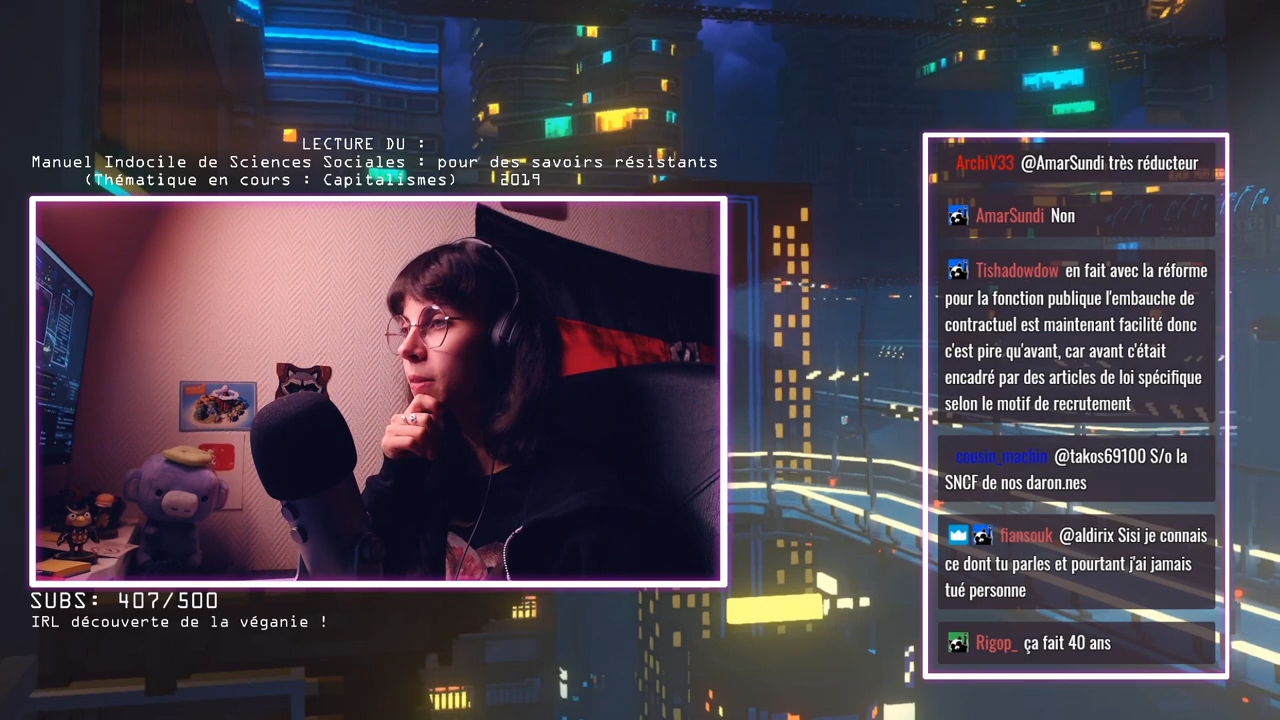 LECTURE DU :
Manuel Indocile de Sciences Sociales : pour des savoirs résistants
(Thématique en cours : Capitalismes) 2019
SUBS: 407/500
IRL découverte de la véganie !
ArchiV33 @AmarSundi très réducteur
AmarSundi Non
Tishadowdow en fait avec la réforme
pour la fonction publique l'embauche de
contractuel est maintenant facilité donc
c'est pire qu'avant, car avant c'était
encadré par des articles de loi spécifique
selon le motif de recrutement
cousin_machin @takos69100 S/o la
SNCF de nos daron.nes
fiansouk @aldirix Sisi je connais
ce dont tu parles et pourtant j'ai jamais
tué personne
Rigop_ ça fait 40 ans